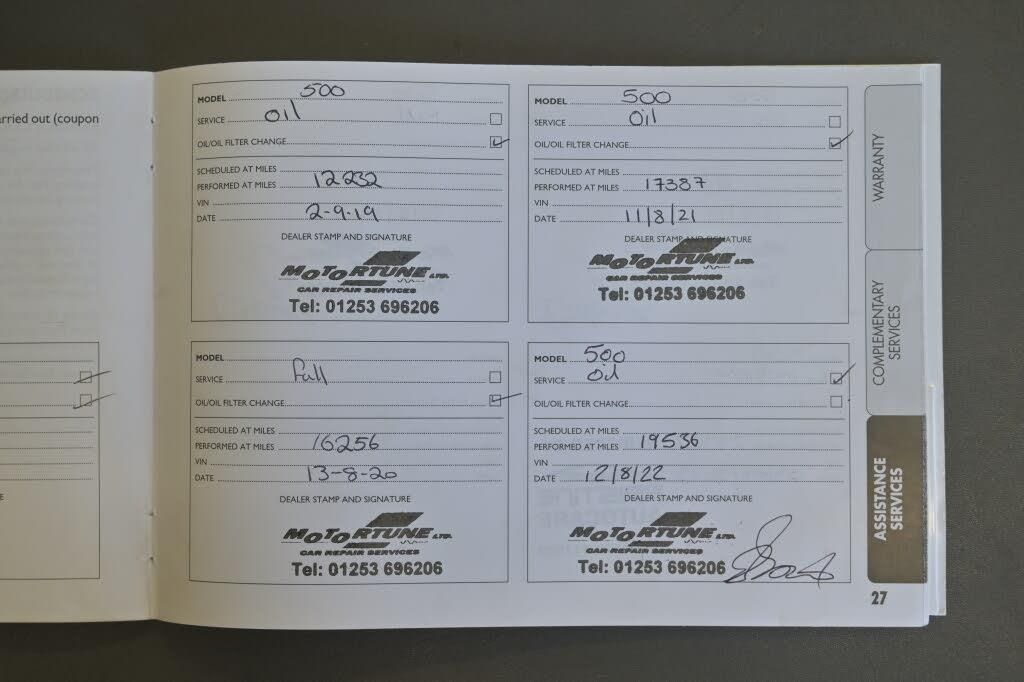 arried out (coupon
MODEL 500
SERVICE Oil
OIL/OIL FILTER CHANGE
SCHEDULED AT MILES
PERFORMED AT MILES 12232
VIN
DATE 2-9-19
DEALER STAMP AND SIGNATURE
MOTORTUNE LTD.
CAR REPAIR SERVICES
Tel: 01253 696206
MODEL 500
SERVICE Oil
OIL/OIL FILTER CHANGE
SCHEDULED AT MILES
PERFORMED AT MILES 17387
VIN
DATE 11/8/21
DEALER STAMP AND SIGNATURE
MOTORTUNE LTD.
CAR REPAIR SERVICES
Tel: 01253 696206
MODEL
SERVICE Full
OIL/OIL FILTER CHANGE
SCHEDULED AT MILES
PERFORMED AT MILES 16256
VIN
DATE 13-8-20
DEALER STAMP AND SIGNATURE
MOTORTUNE LTD.
CAR REPAIR SERVICES
Tel: 01253 696206
MODEL 500
SERVICE Oil
OIL/OIL FILTER CHANGE
SCHEDULED AT MILES
PERFORMED AT MILES 19536
VIN
DATE 12/8/22
DEALER STAMP AND SIGNATURE
MOTORTUNE LTD.
CAR REPAIR SERVICES
Tel: 01253 696206
WARRANTY
COMPLEMENTARY
SERVICES
ASSISTANCE
SERVICES
27